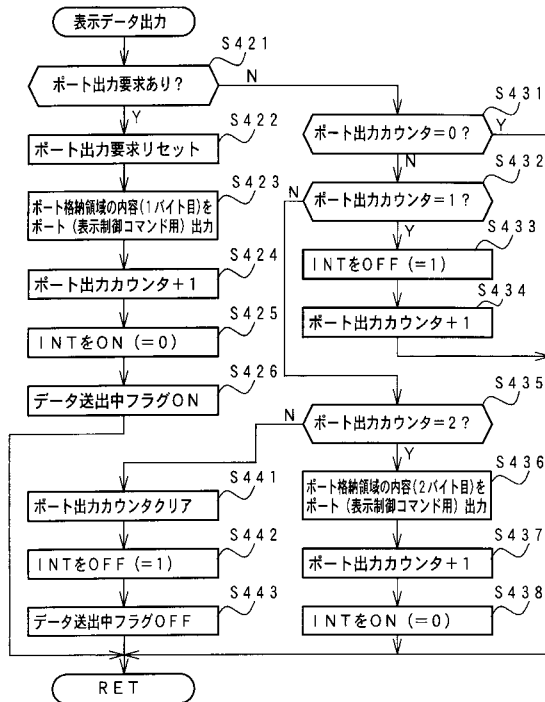 表示データ出力
S421
ポート出力要求あり?
N
Y
S422
ポート出力要求リセット
S423
ポート格納領域の内容(1バイト目)を
ポート(表示制御コマンド用)出力
S424
ポート出力カウンタ+1
S425
INTをON(=0)
S426
データ送出中フラグON
S431
ポート出力カウンタ=0?
Y
N
S432
ポート出力カウンタ=1?
N
Y
S433
INTをOFF(=1)
S434
ポート出力カウンタ+1
S435
ポート出力カウンタ=2?
N
Y
S436
ポート格納領域の内容(2バイト目)を
ポート(表示制御コマンド用)出力
S437
ポート出力カウンタ+1
S438
INTをON(=0)
S441
ポート出力カウンタクリア
S442
INTをOFF(=1)
S443
データ送出中フラグOFF
RET